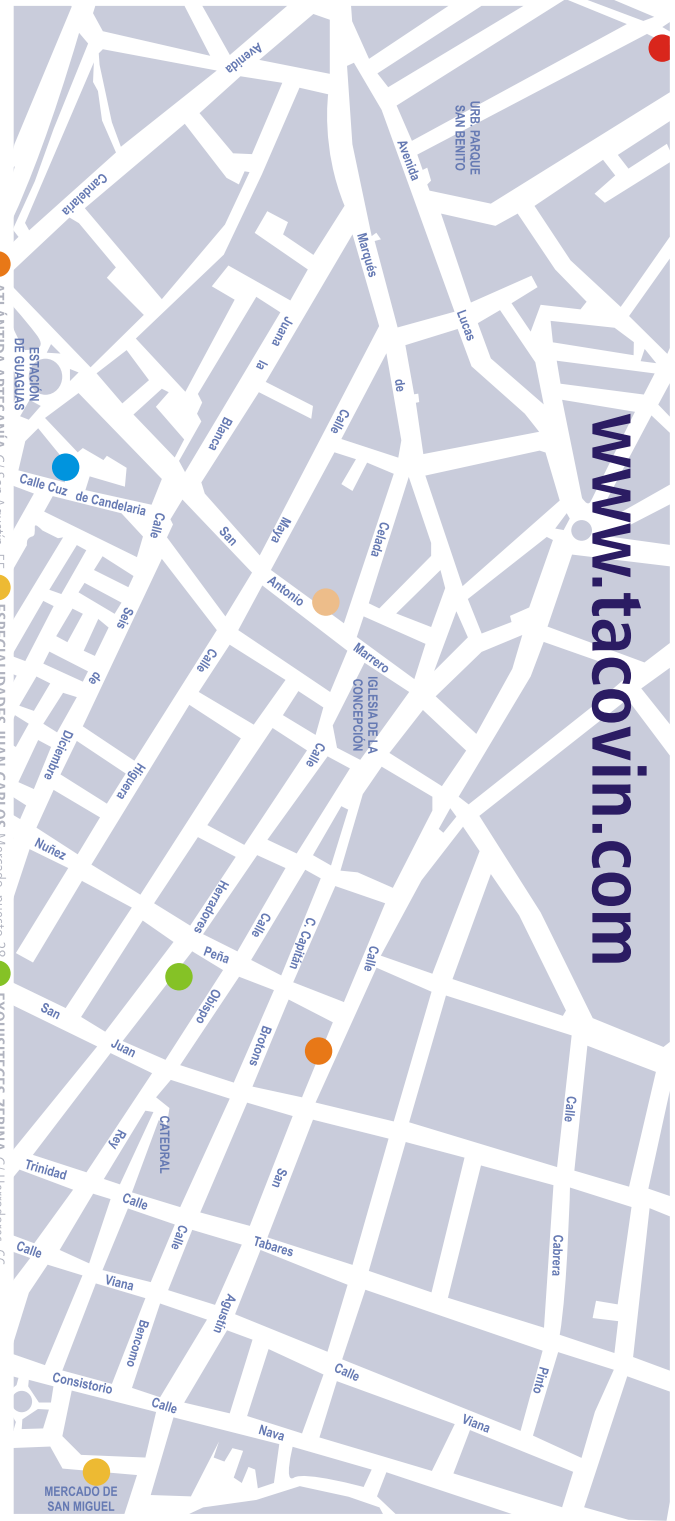 www.tacovin.com
Avenida
URB. PARQUE
SAN BENITO
Avenida
Candelaria
Marqués
Lucas
Juana
la
de
ESTACIÓN
DE GUAGUAS
Calle
Blanca
Calle Cuz de Candelaria
Calle
San
Maya
Celada
Antonio
Seis
Calle
Marrero
de
IGLESIA DE LA
CONCEPCIÓN
Diciembre
Higuera
Calle
Nuñez
Herradores
Calle
C. Capitán
Calle
Peña
Obispo
San
Juan
Brotons
Calle
Rey
CATEDRAL
Trinidad
San
Calle
Calle
Tabares
Calle
Cabrera
Viana
Agustín
Bencomo
Calle
Pinto
Consistorio
Calle
Nava
Viana
MERCADO DE
SAN MIGUEL